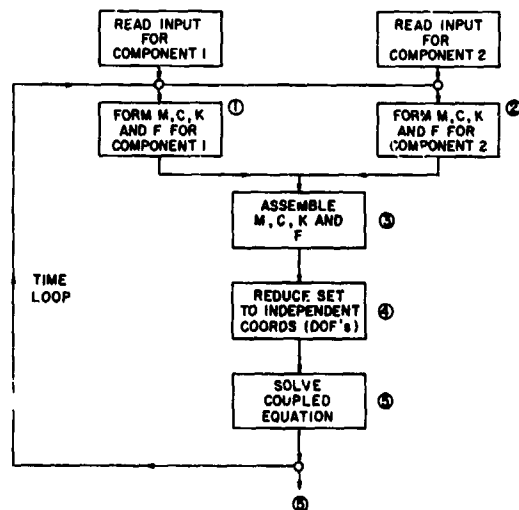 READ INPUT
FOR
COMPONENT 1
READ INPUT
FOR
COMPONENT 2
FORM M, C, K
AND F FOR
COMPONENT
1
①
FORM M, C, K
AND F FOR
COMPONENT 2
②
ASSEMBLE
M, C, K AND
F
③
TIME
LOOP
REDUCE SET
TO INDEPENDENT
COORDS (DOF's)
④
SOLVE
COUPLED
EQUATION
⑤
⑤